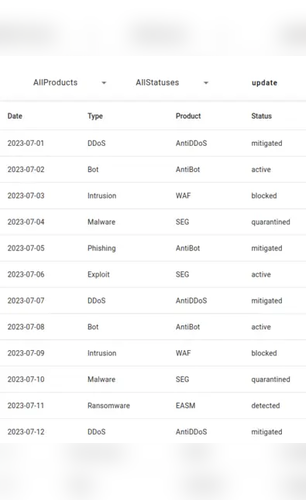 AllProducts AllStatuses update
Date Type Product Status
2023-07-01 DDoS AntiDDoS mitigated
2023-07-02 Bot AntiBot active
2023-07-03 Intrusion WAF blocked
2023-07-04 Malware SEG quarantined
2023-07-05 Phishing AntiBot mitigated
2023-07-06 Exploit SEG active
2023-07-07 DDoS AntiDDoS mitigated
2023-07-08 Bot AntiBot active
2023-07-09 Intrusion WAF blocked
2023-07-10 Malware SEG quarantined
2023-07-11 Ransomware EASM detected
2023-07-12 DDoS AntiDDoS mitigated